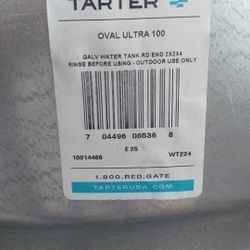 TARTER
OVAL ULTRA 100
GALV WATER TANK RD END 2X2X4
RINSE BEFORE USING - OUTDOOR USE ONLY
7 04496 06536 8
E25
10014466 WT224
1.800.RED.GATE
TARTERUSA.COM